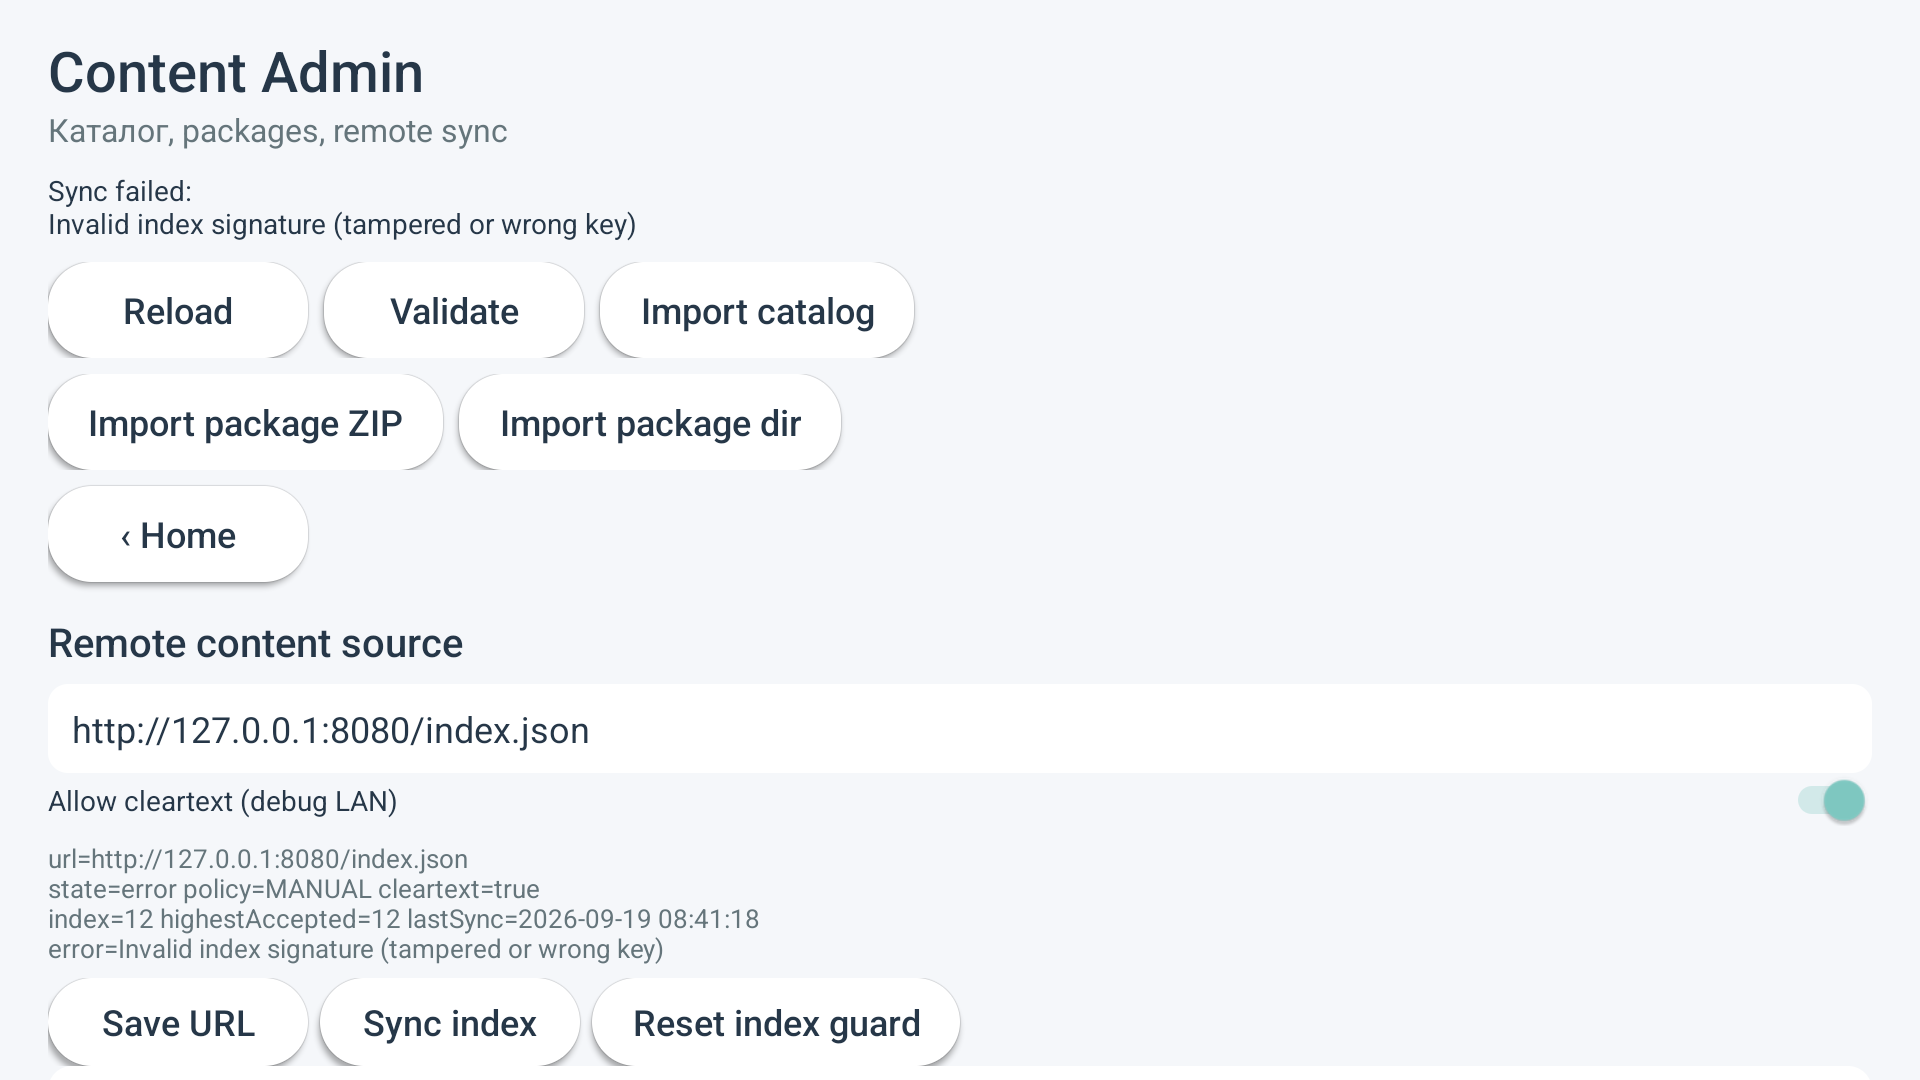 Content Admin
Каталог, packages, remote sync
Sync failed:
Invalid index signature (tampered or wrong key)
Reload
Validate
Import catalog
Import package ZIP
Import package dir
‹ Home
Remote content source
http://127.0.0.1:8080/index.json
Allow cleartext (debug LAN)
url=http://127.0.0.1:8080/index.json
state=error policy=MANUAL cleartext=true
index=12 highestAccepted=12 lastSync=2026-09-19 08:41:18
error=Invalid index signature (tampered or wrong key)
Save URL
Sync index
Reset index guard